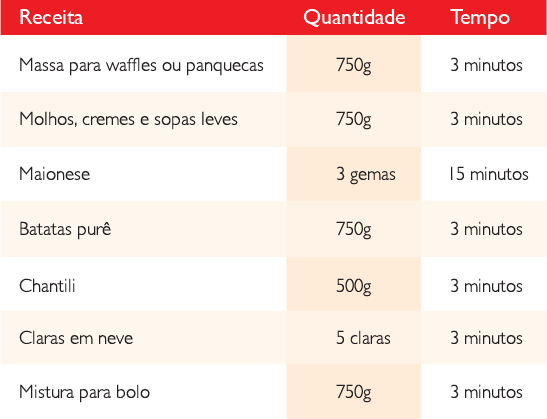 Receita Quantidade Tempo
Massa para waffles ou panquecas 750g 3 minutos
Molhos, cremes e sopas leves 750g 3 minutos
Maionese 3 gemas 15 minutos
Batatas purê 750g 3 minutos
Chantili 500g 3 minutos
Claras em neve 5 claras 3 minutos
Mistura para bolo 750g 3 minutos